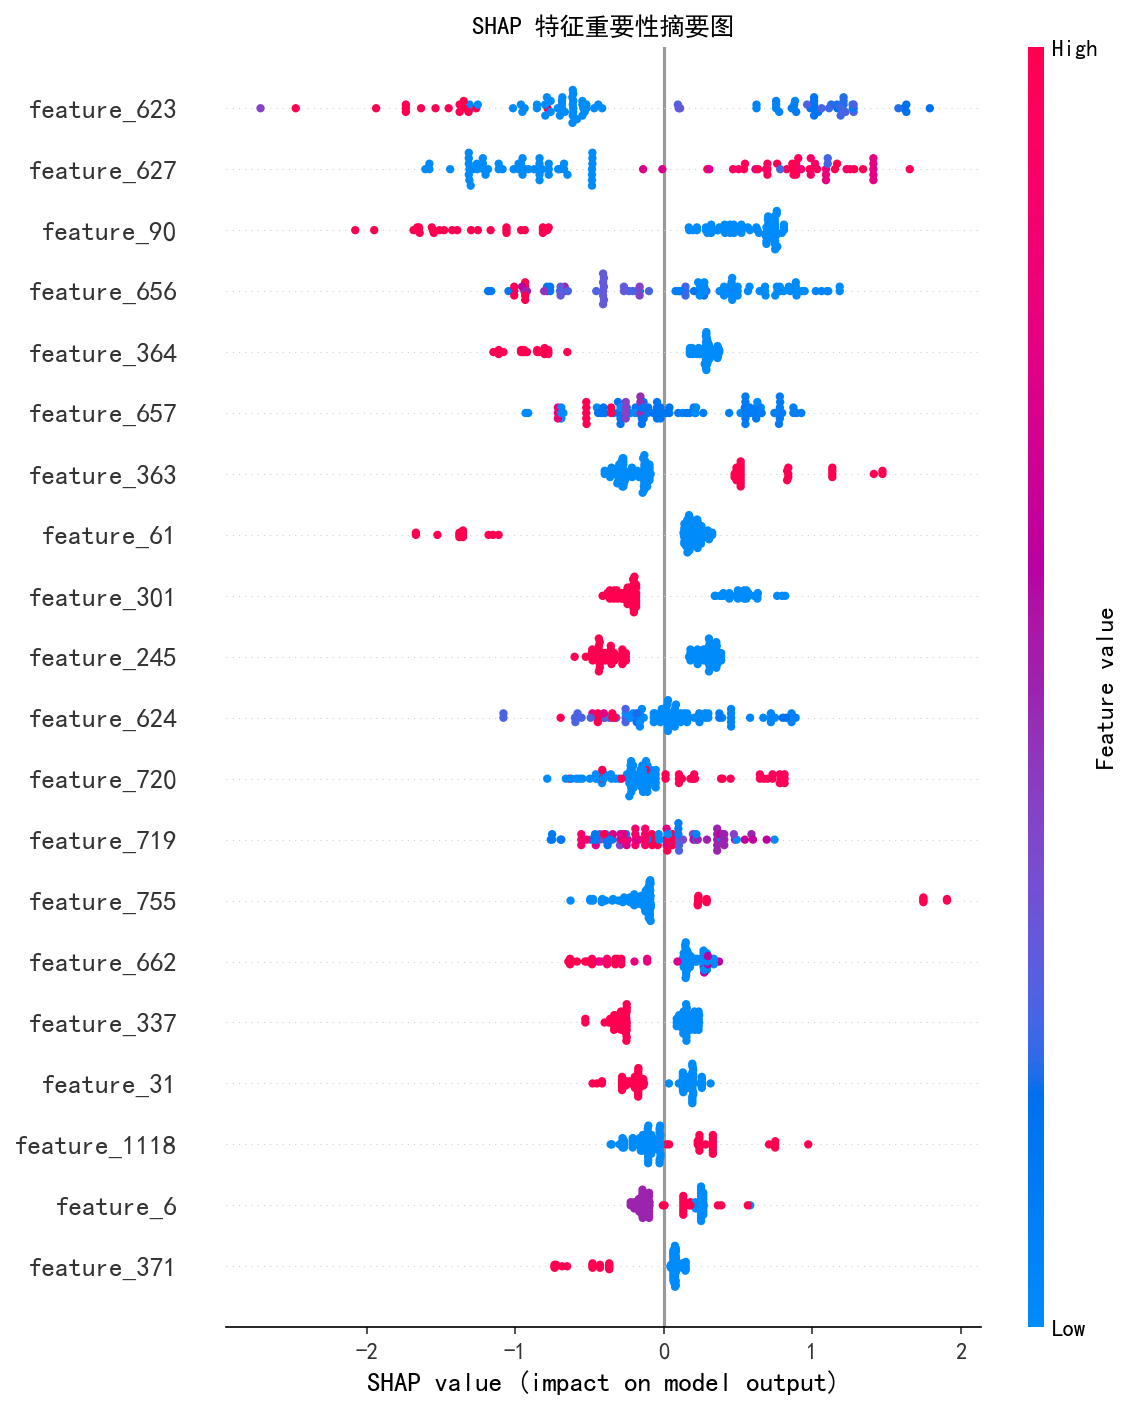 SHAP 特征重要性摘要图
High
feature_623
feature_627
feature_90
feature_656
feature_364
feature_657
feature_363
feature_61
feature_301
feature_245
feature_624
feature_720
feature_719
feature_755
feature_662
feature_337
feature_31
feature_1118
feature_6
feature_371
Feature value
Low
−2 −1 0 1 2
SHAP value (impact on model output)